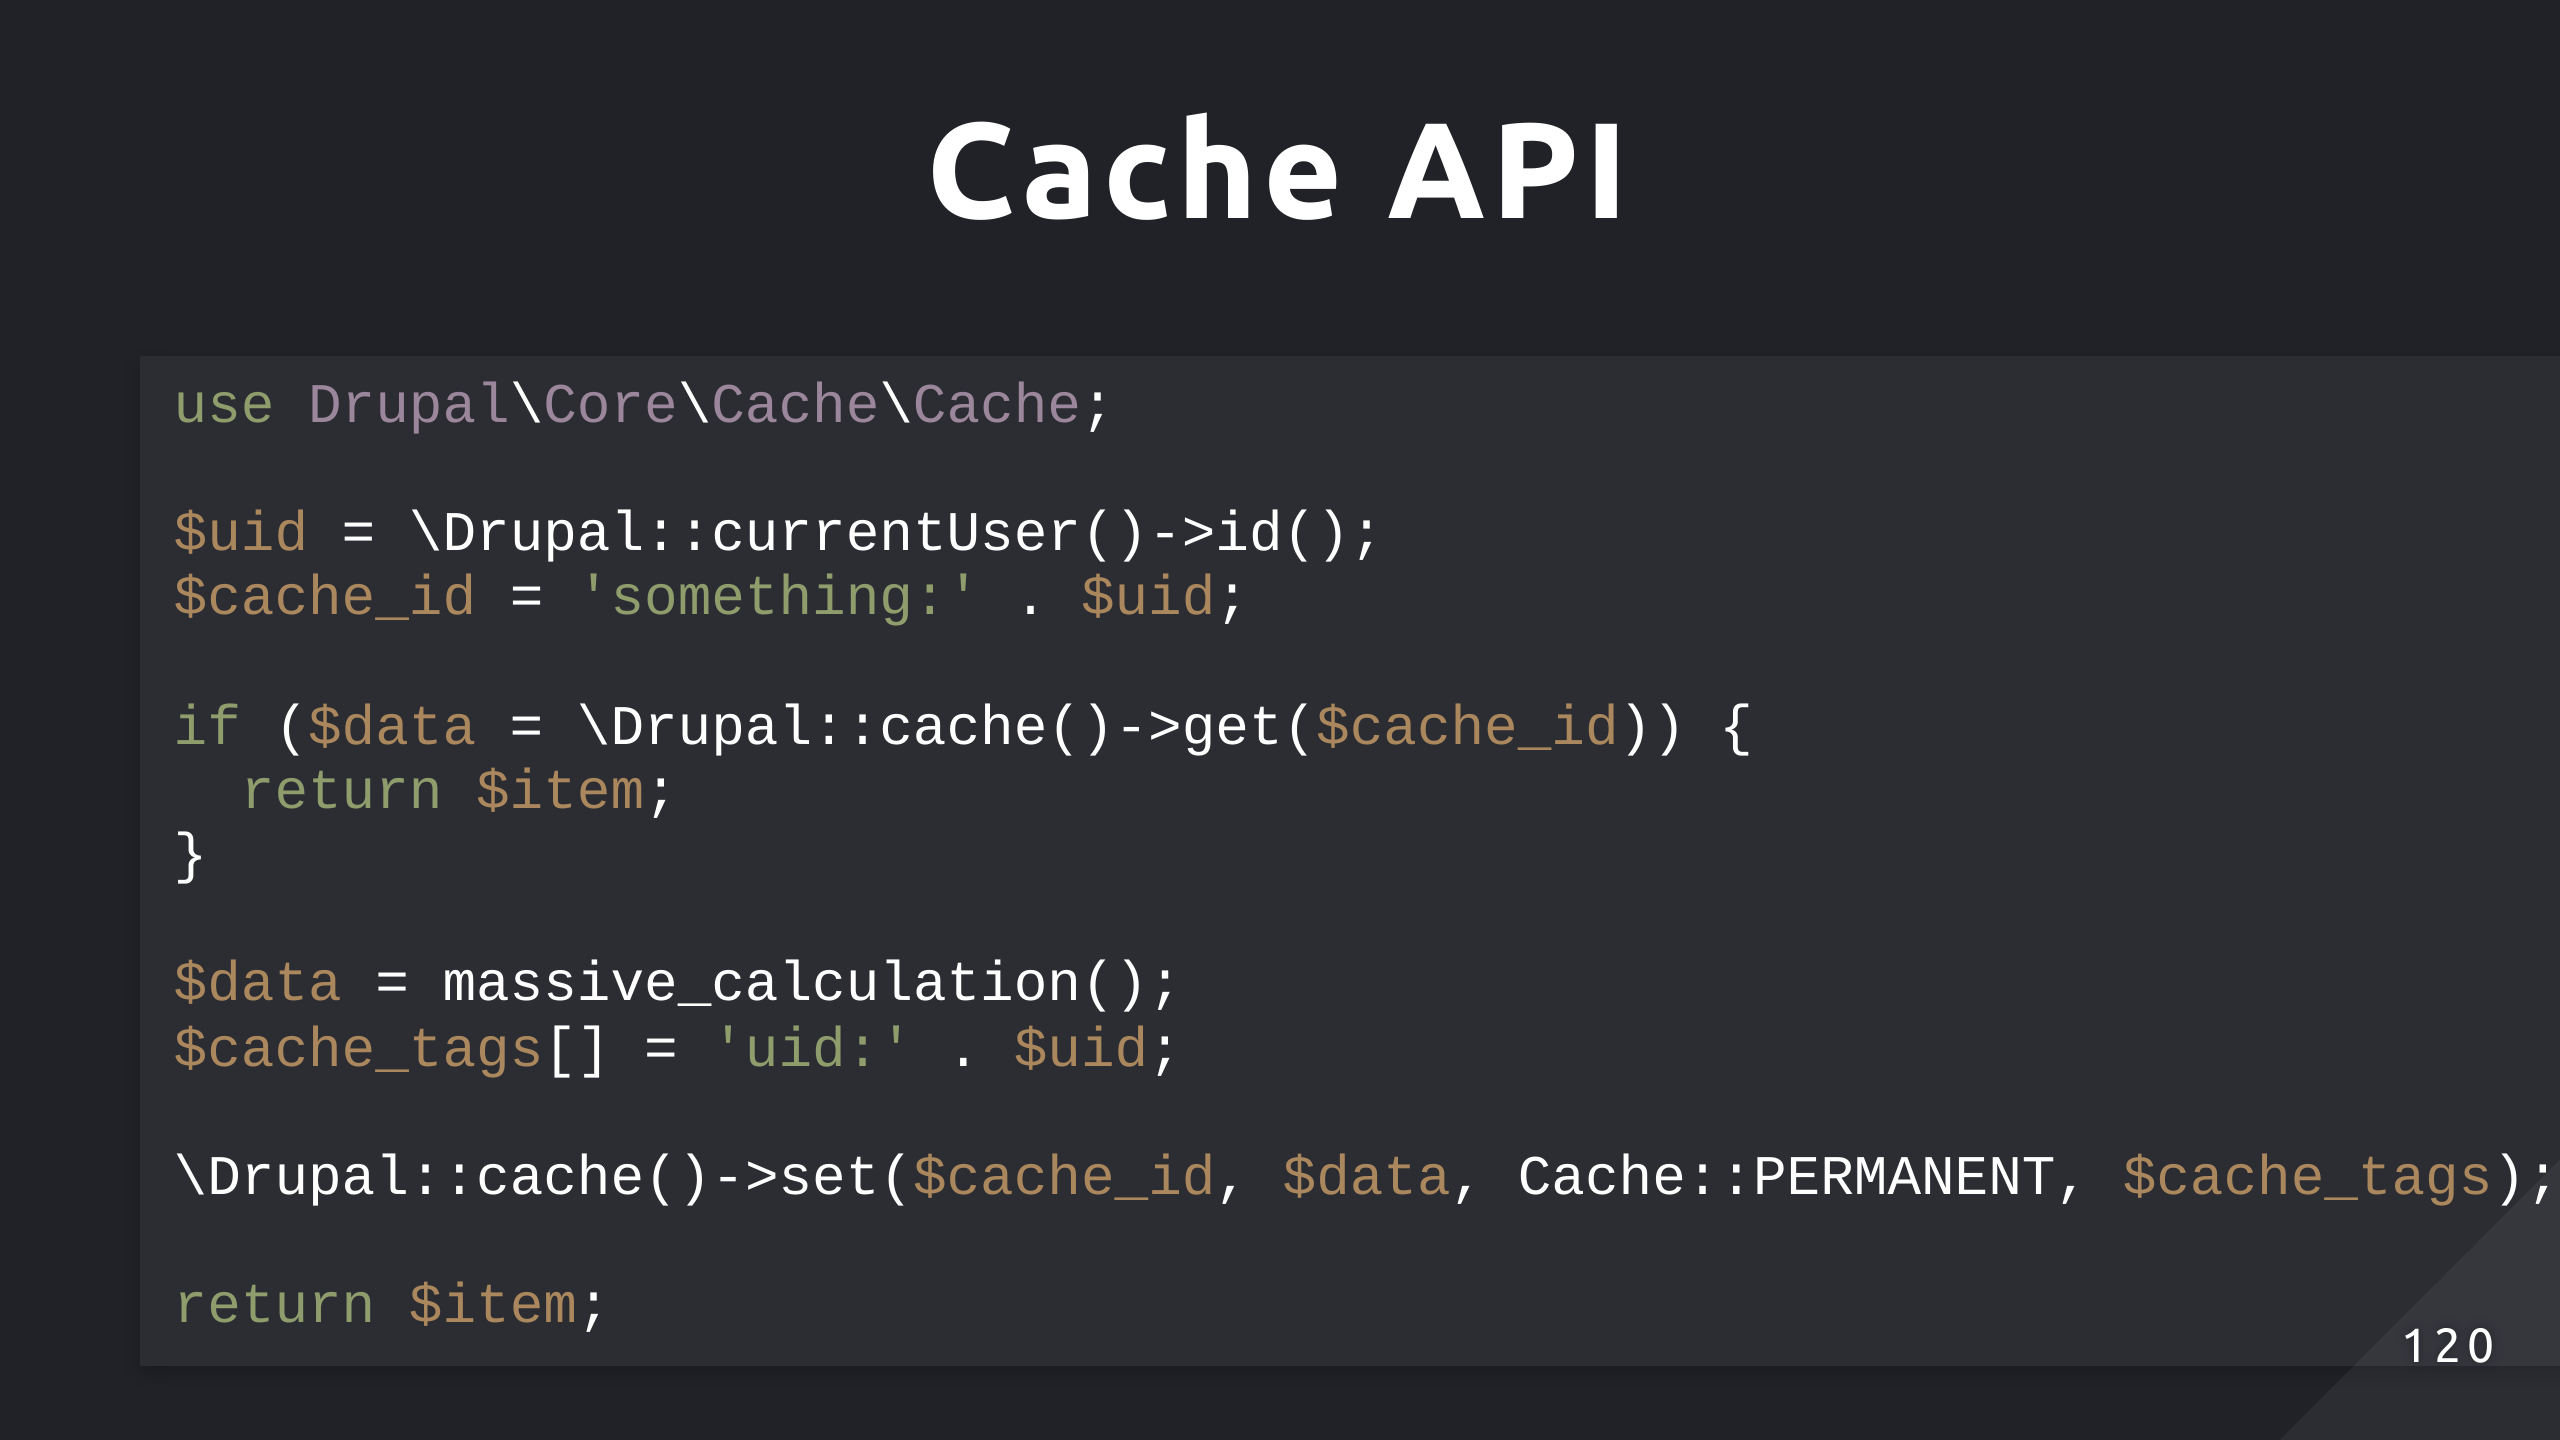 Cache API
use Drupal\Core\Cache\Cache;
$uid = \Drupal::currentUser()->id();
$cache_id = 'something:' . $uid;
if ($data = \Drupal::cache()->get($cache_id)) {
  return $item;
}
$data = massive_calculation();
$cache_tags[] = 'uid:' . $uid;
\Drupal::cache()->set($cache_id, $data, Cache::PERMANENT, $cache_tags);
return $item;
120